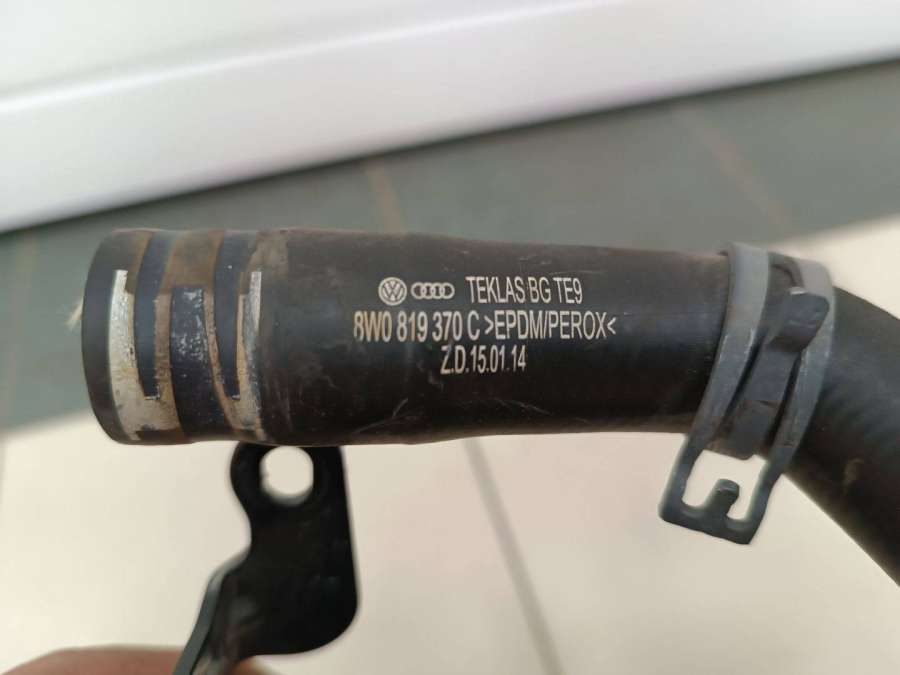 TEKLAS BG TE9
8W0 819 370 C >EPDM/PEROX<
Z.D.15.01.14